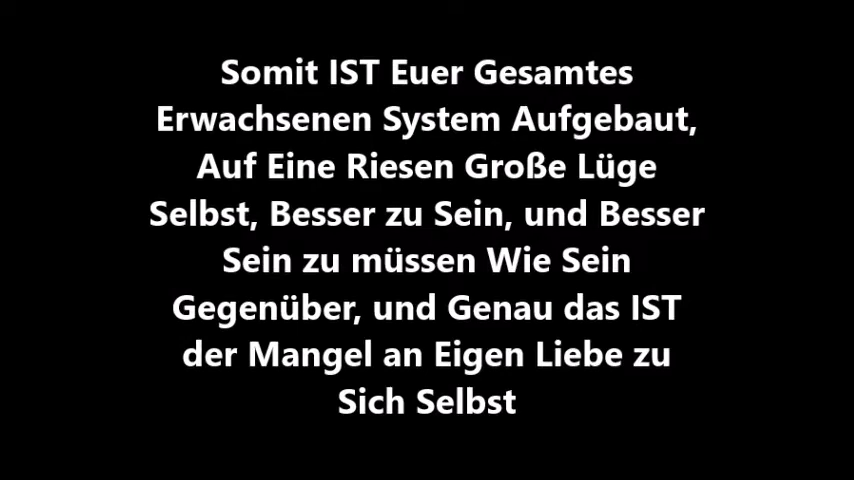 Somit IST Euer Gesamtes
Erwachsenen System Aufgebaut,
Auf Eine Riesen Große Lüge
Selbst, Besser zu Sein, und Besser
Sein zu müssen Wie Sein
Gegenüber, und Genau das IST
der Mangel an Eigen Liebe zu
Sich Selbst